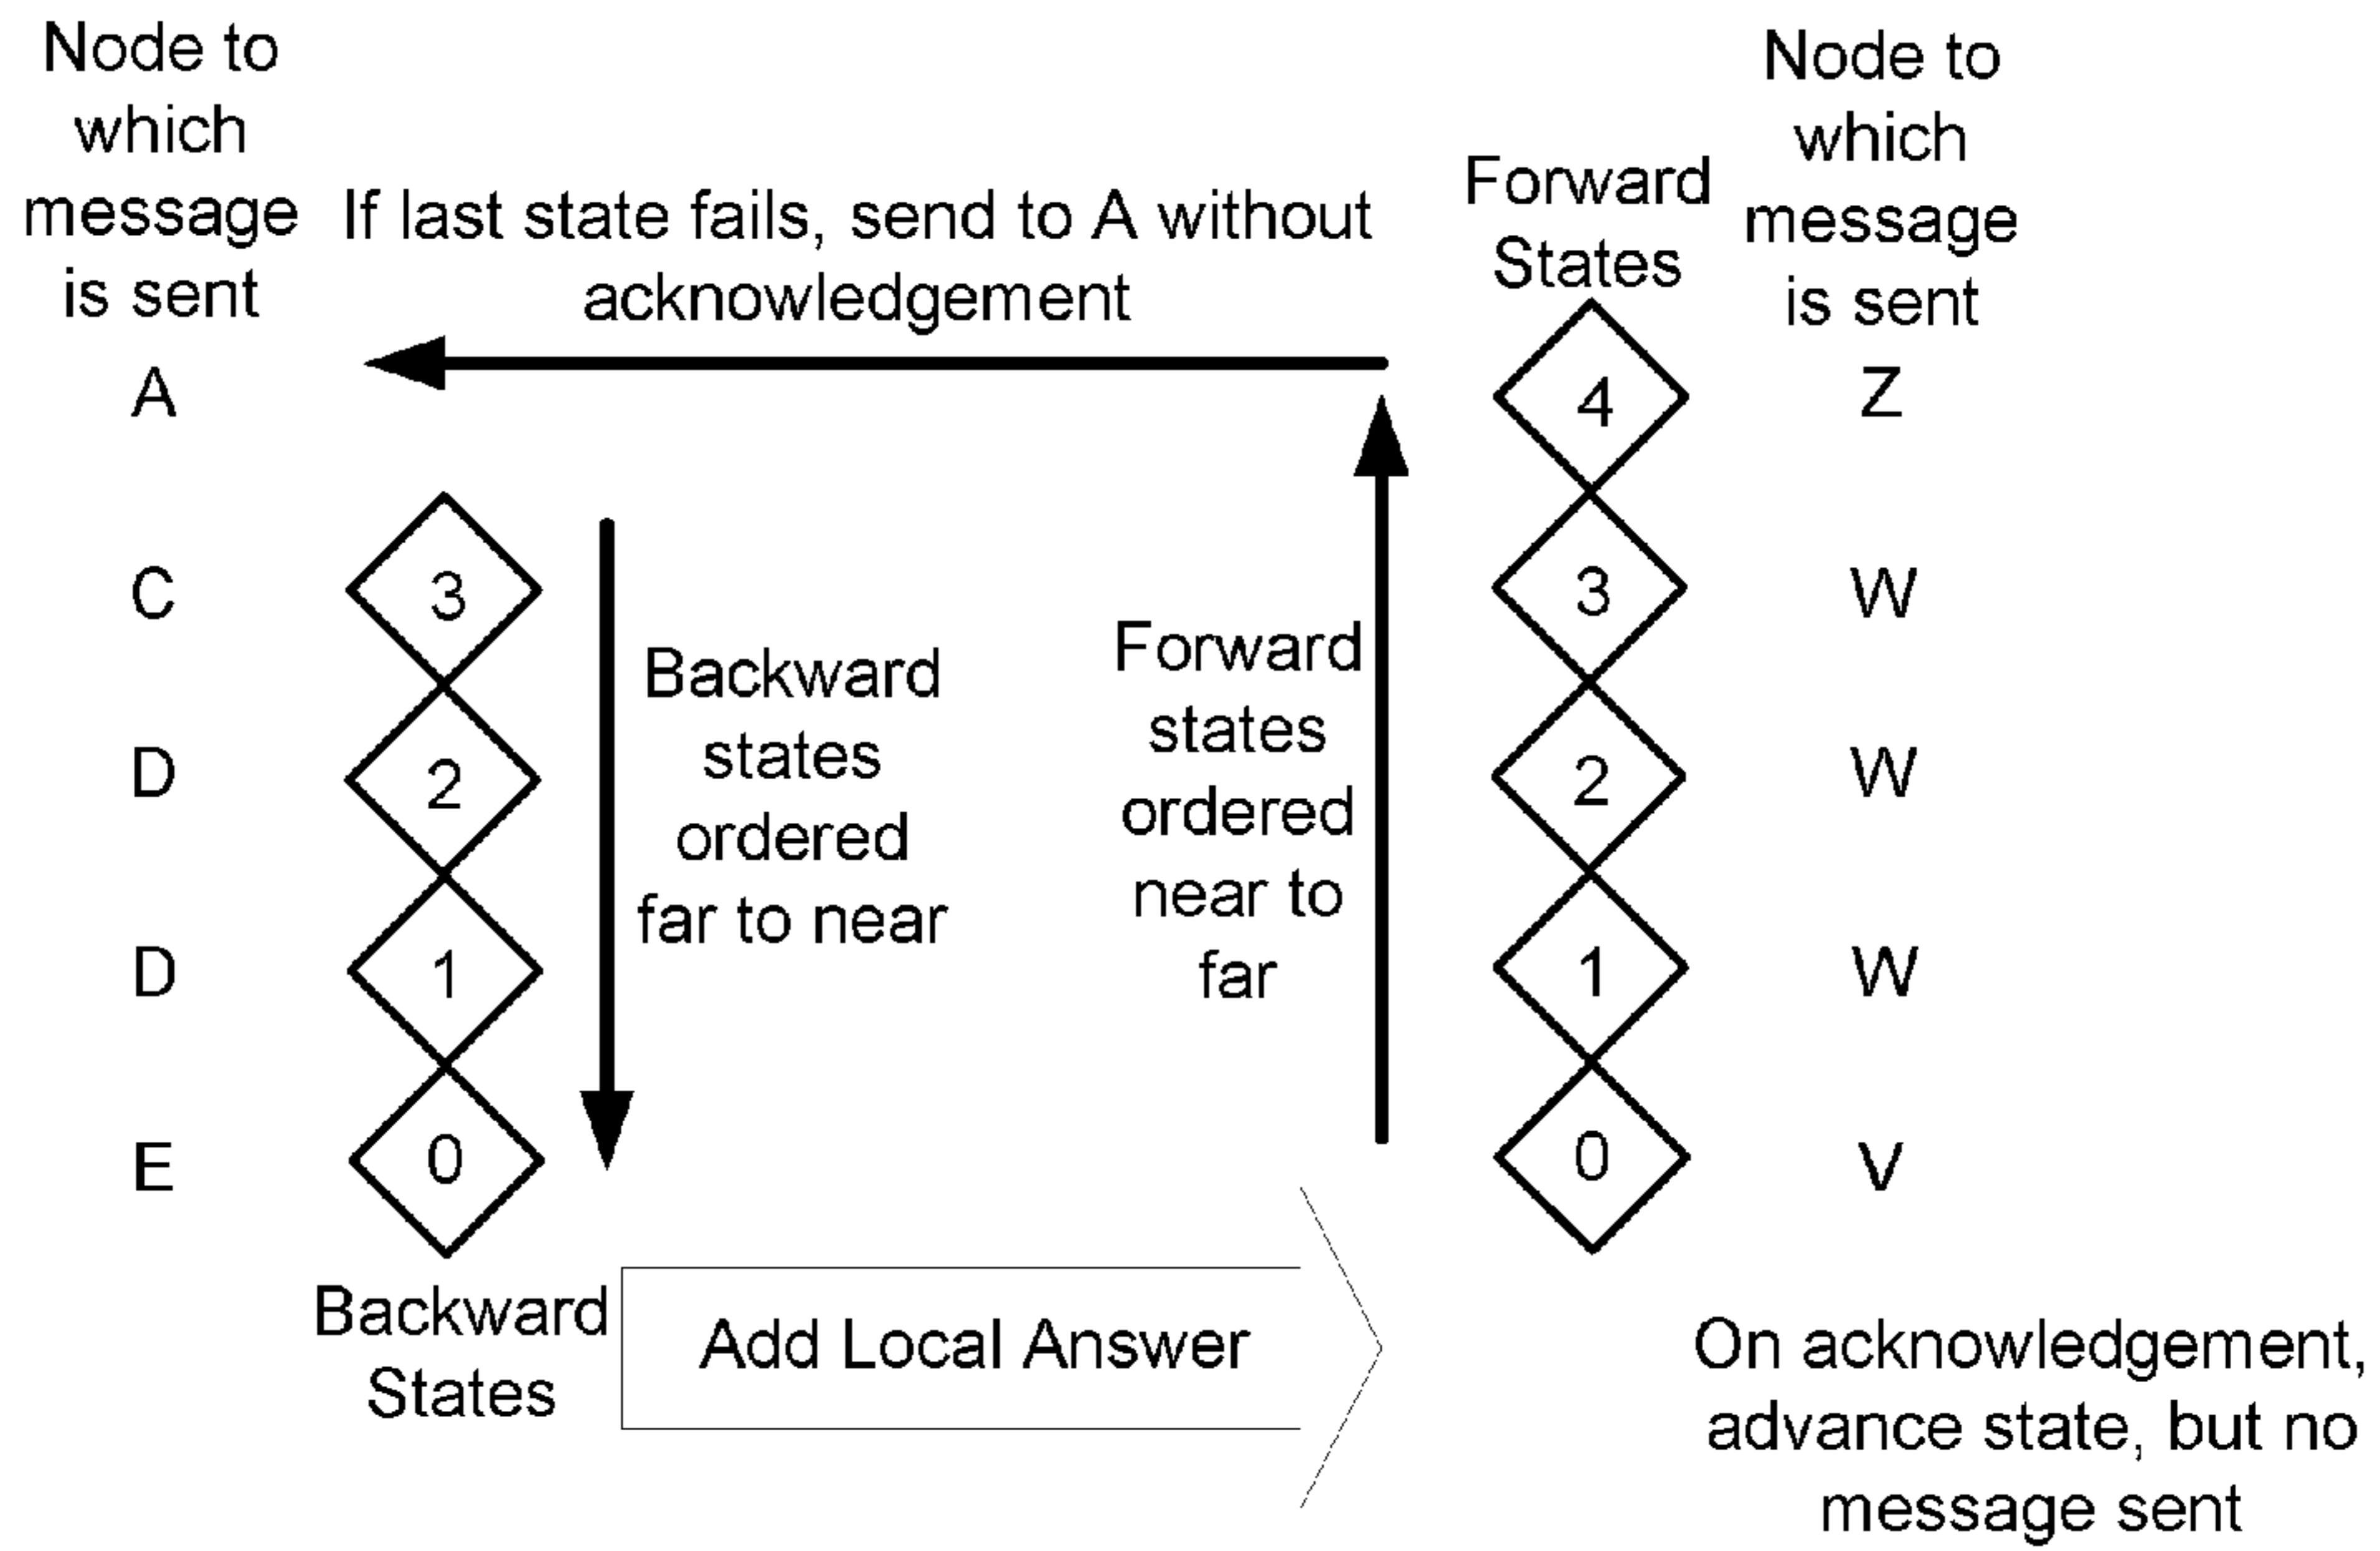 Node to
which
message
is sent
If last state fails, send to A without
acknowledgement
Forward
States
Node to
which
message
is sent
A
4
Z
C
3
3
W
D
2
2
W
D
1
1
W
E
0
0
V
Backward
states
ordered
far to near
Forward
states
ordered
near to
far
Backward
States
Add Local Answer
On acknowledgement,
advance state, but no
message sent